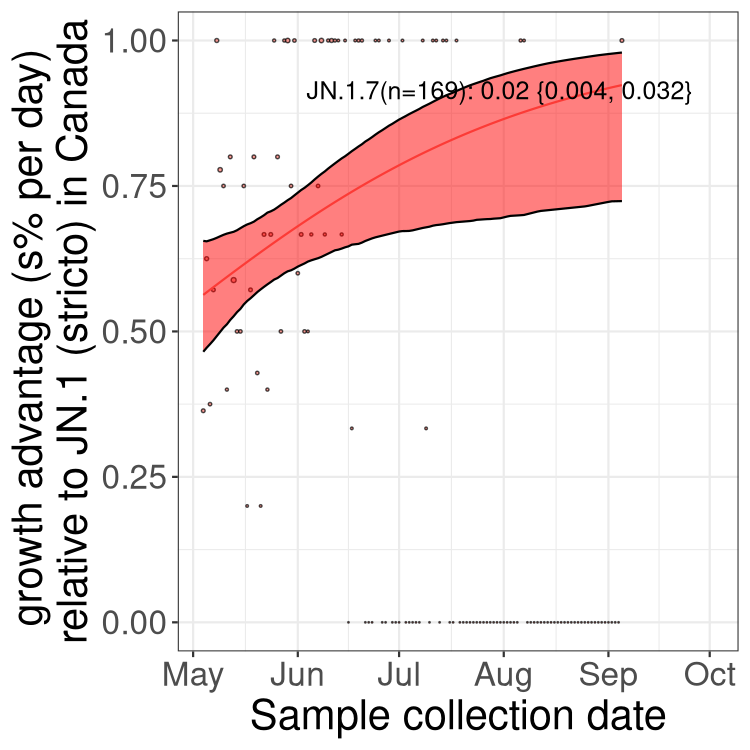 growth advantage (s% per day)
relative to JN.1 (stricto) in Canada
1.00
0.75
0.50
0.25
0.00
JN.1.7(n=169): 0.02 {0.004, 0.032}
May Jun Jul Aug Sep Oct
Sample collection date